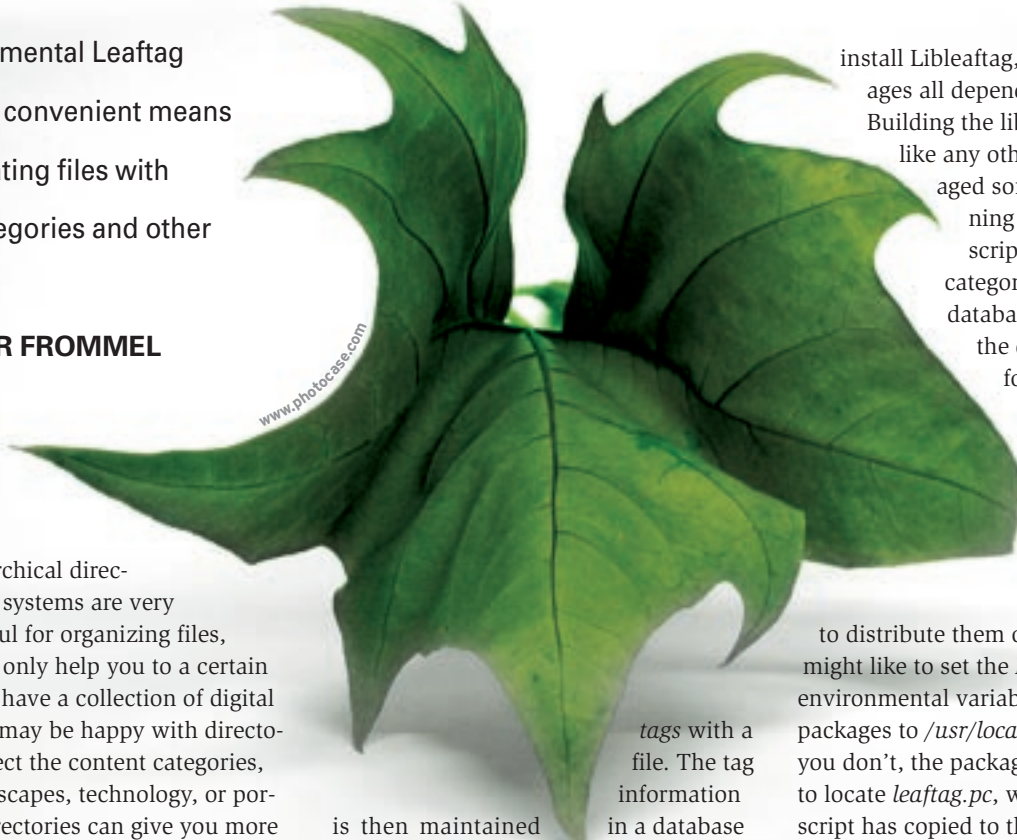 mental Leaftag
convenient means
ting files with
egories and other
R FROMMEL
www.photocase.com
rchical direc-
systems are very
ul for organizing files,
only help you to a certain
have a collection of digital
may be happy with directo-
ect the content categories,
scapes, technology, or por-
rectories can give you more
tags with a
file. The tag
information
is then maintained in a database
install Libleaftag,
ages all depend
Building the lib
like any oth
aged sof
ning
scrip
categor
databa
the
fo
to distribute them
might like to set the
environmental variab
packages to /usr/loca
you don't, the packag
to locate leaftag.pc, w
script has copied to th